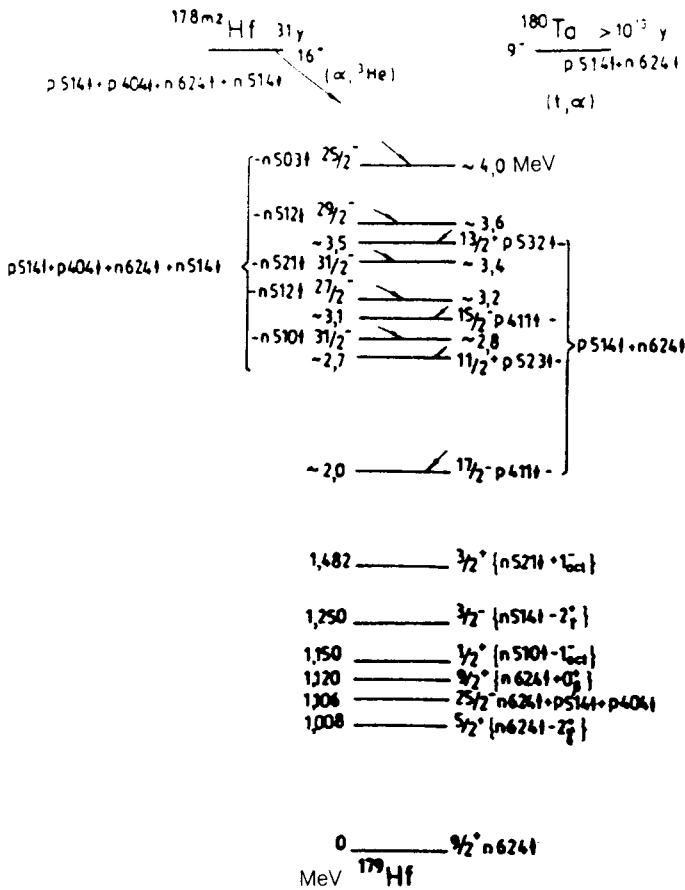 178m2 Hf 31 y
16⁻
p514↑+p404↓+n624↑+n514↓
(α, ³He)
180 Ta >10¹⁵ y
9⁻
p514↑+n624↑
(t, α)
-n503↑ 25/2⁻ ~4,0 MeV
-n512↑ 29/2⁻ ~3,6
~3,5 13/2⁺ p532↑-
p514↑+p404↓+n624↑+n514↓
-n521↑ 31/2⁻ ~3,4
-n512↓ 27/2⁻ ~3,2
~3,1 15/2⁻ p411↑-
-n510↑ 31/2⁻ ~2,8
p514↑+n624↑
~2,7 11/2⁺ p523↑-
~2,0 17/2⁻ p411↓-
1,482 3/2⁺ {n521↑+1⁻oct}
1,250 3/2⁻ {n514↓-2⁺γ}
1,150 1/2⁺ {n510↑-1⁻oct}
1,120 9/2⁺ {n624↑+0⁺β}
1,106 25/2⁻ n624↑+p514↑+p404↓
1,008 5/2⁺ {n624↑-2⁺γ}
0 9/2⁺ n624↑
MeV 179 Hf